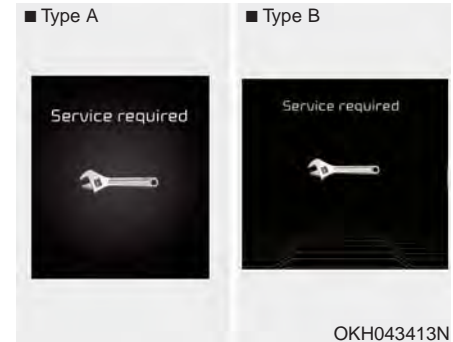 ■ Type A
■ Type B
Service required
Service required
OKH043413N